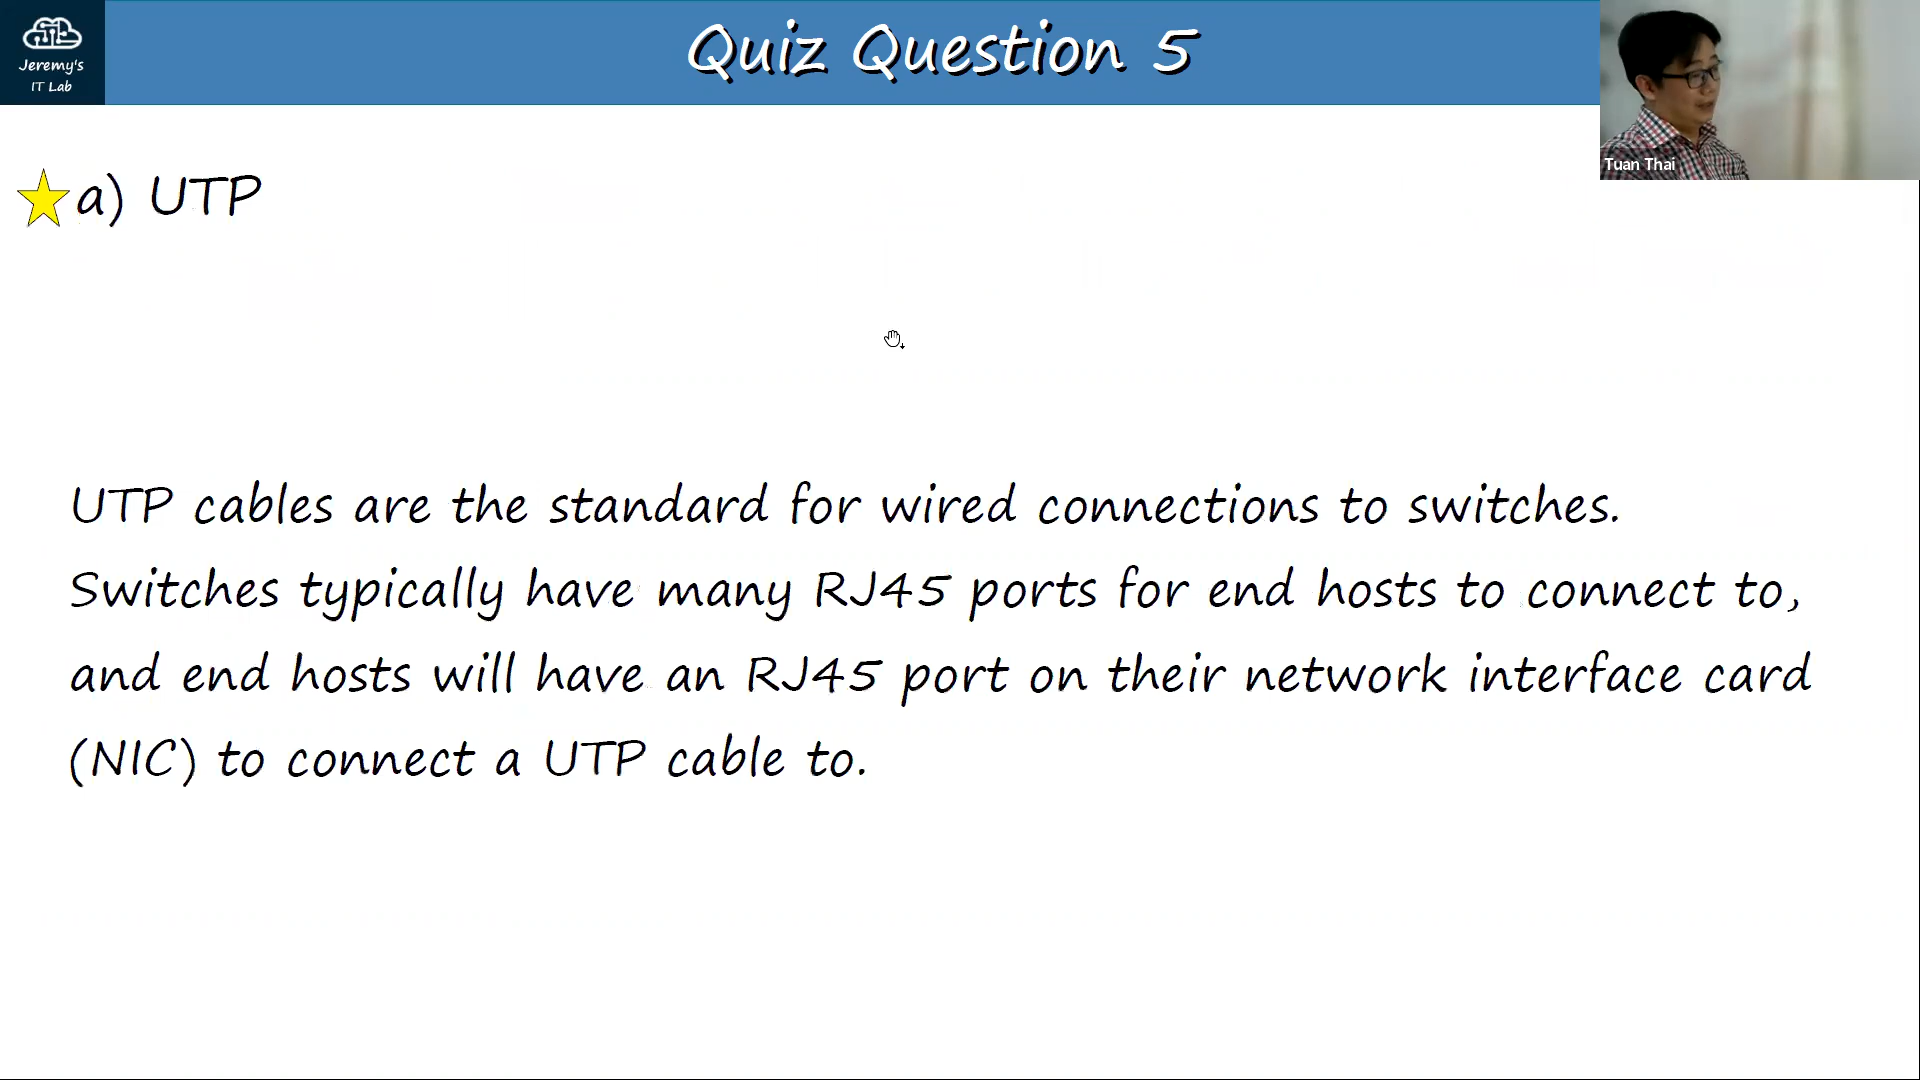 Jeremy's
IT Lab
Quiz Question 5
Tuan Thai
a) UTP
UTP cables are the standard for wired connections to switches.
Switches typically have many RJ45 ports for end hosts to connect to,
and end hosts will have an RJ45 port on their network interface card
(NIC) to connect a UTP cable to.